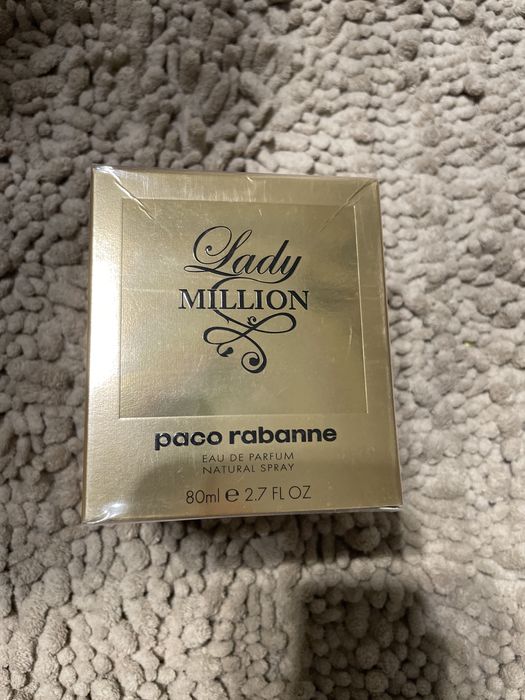 Lady
MILLION
paco rabanne
EAU DE PARFUM
NATURAL SPRAY
80ml ℮ 2.7 FL OZ